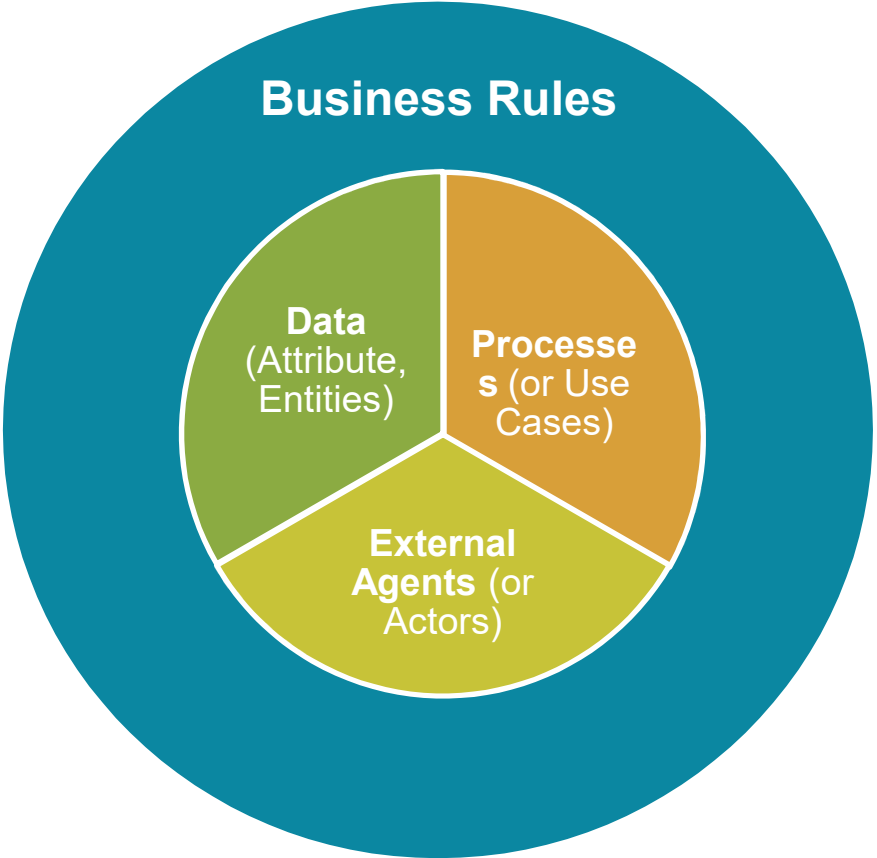 Business Rules
Data
(Attribute,
Entities)
Processe
s (or Use
Cases)
External
Agents (or
Actors)